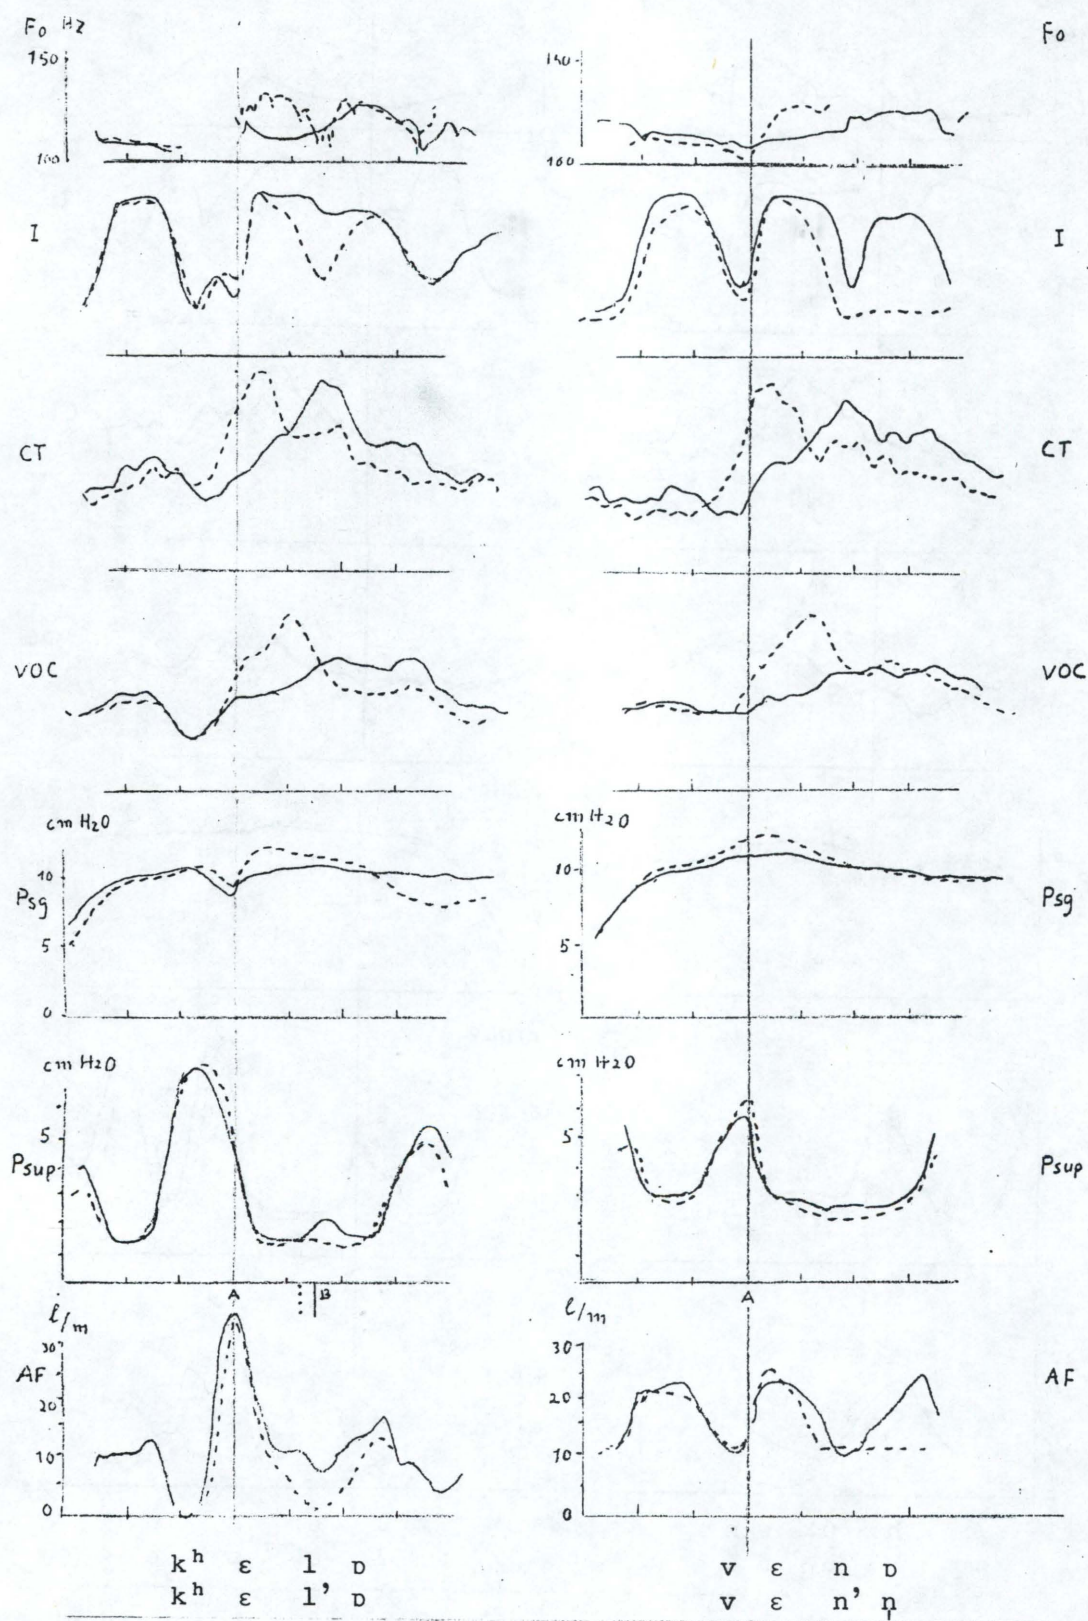 Fo Hz
150
100
I
CT
VOC
cm H2O
10
Psg
5
0
cm H2O
5
Psup
A
B
l/m
30
AF
20
10
0
kʰ ɛ l ɒ
kʰ ɛ l’ ɒ
Fo
150
100
I
CT
VOC
cm H2O
10
Psg
5
0
cm H2O
5
Psup
A
l/m
30
AF
20
10
0
v ɛ n ɒ
v ɛ n’ n̩